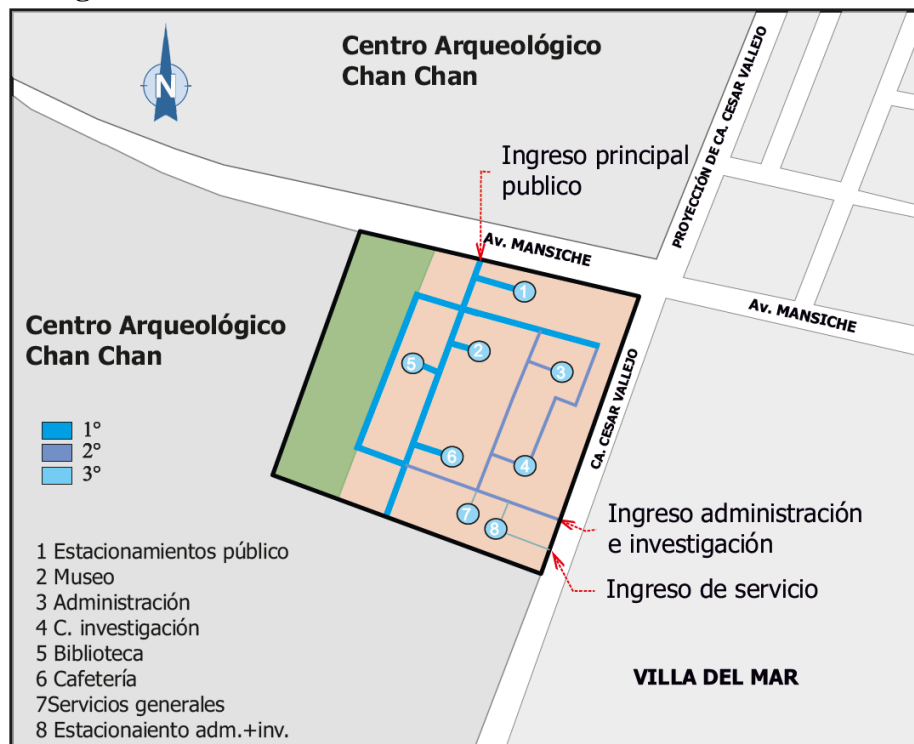 Centro Arqueológico
Chan Chan
N
PROYECCIÓN DE CA. CESAR VALLEJO
Ingreso principal
publico
Av. MANSICHE
Av. MANSICHE
Centro Arqueológico
Chan Chan
1
2
3
5
4
6
7
8
CA. CESAR VALLEJO
1°
2°
3°
Ingreso administración
e investigación
Ingreso de servicio
1 Estacionamientos público
2 Museo
3 Administración
4 C. investigación
5 Biblioteca
6 Cafetería
7Servicios generales
8 Estacionaiento adm.+inv.
VILLA DEL MAR